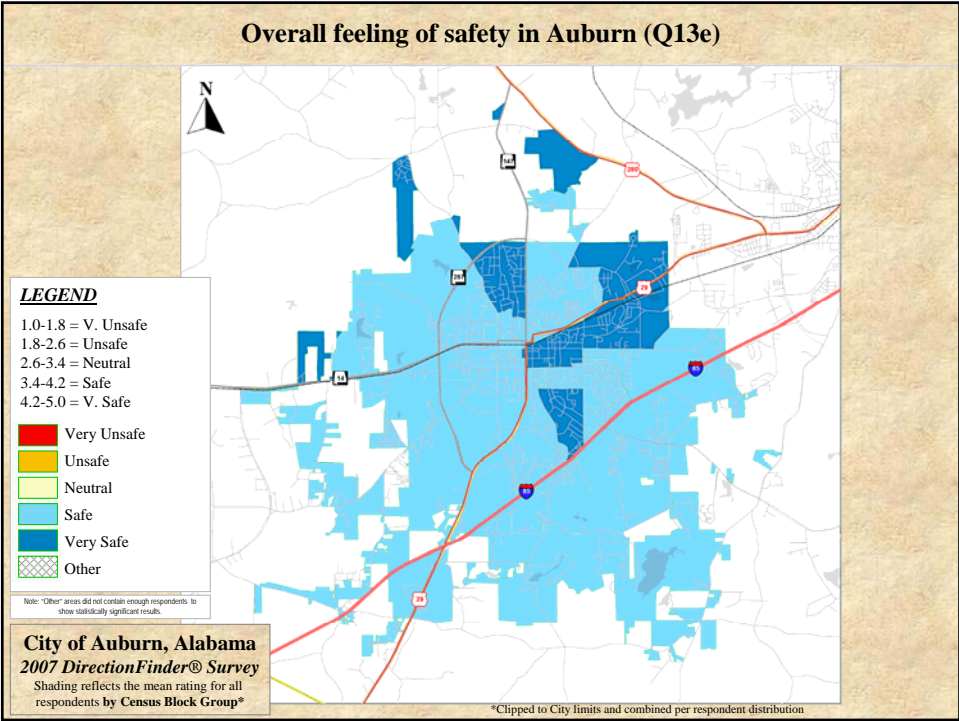 Overall feeling of safety in Auburn (Q13e)
N
147
280
267
29
14
85
85
29
LEGEND
1.0-1.8 = V. Unsafe
1.8-2.6 = Unsafe
2.6-3.4 = Neutral
3.4-4.2 = Safe
4.2-5.0 = V. Safe
Very Unsafe
Unsafe
Neutral
Safe
Very Safe
Other
Note: "Other" areas did not contain enough respondents to
show statistically significant results.
City of Auburn, Alabama
2007 DirectionFinder® Survey
Shading reflects the mean rating for all
respondents by Census Block Group*
*Clipped to City limits and combined per respondent distribution